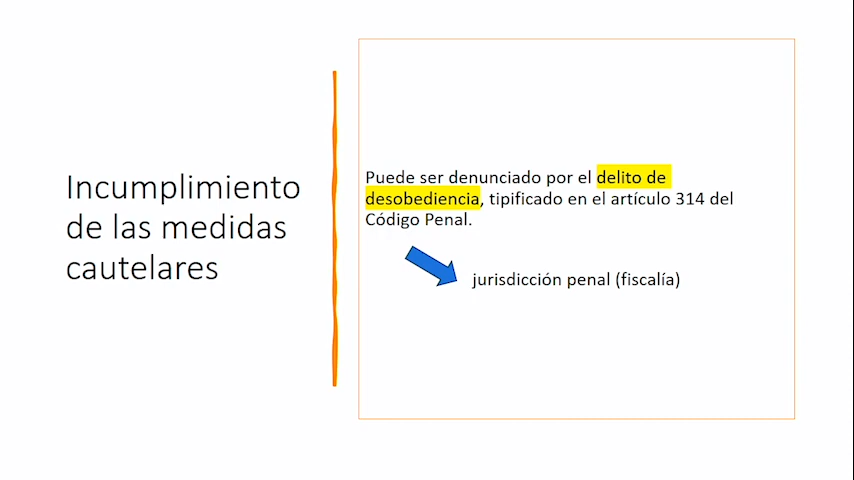 Incumplimiento
de las medidas
cautelares
Puede ser denunciado por el delito de
desobediencia, tipificado en el artículo 314 del
Código Penal.
jurisdicción penal (fiscalía)